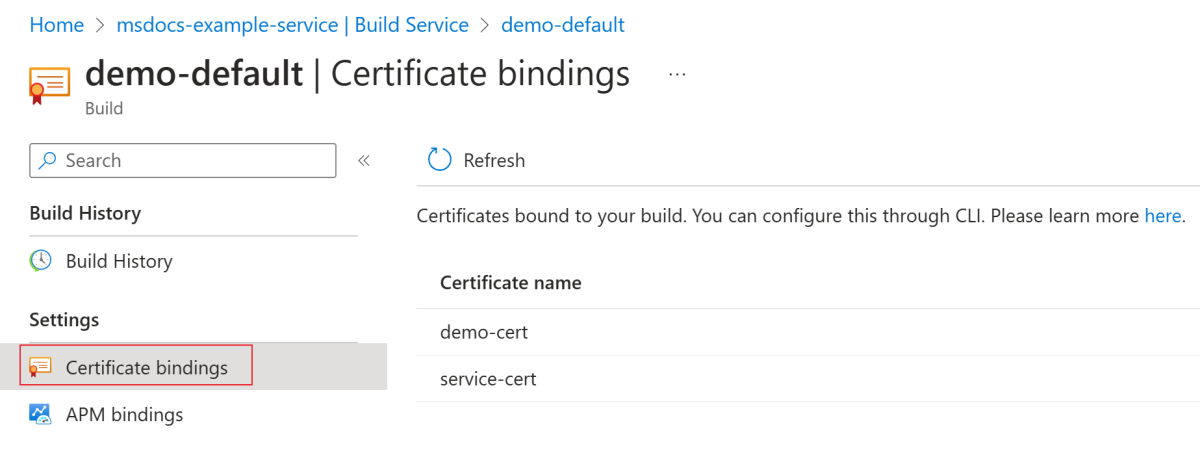 Home > msdocs-example-service | Build Service > demo-default
demo-default | Certificate bindings ...
Build
Search «
Refresh
Build History
Certificates bound to your build. You can configure this through CLI. Please learn more here.
Build History
Certificate name
Settings
demo-cert
Certificate bindings
service-cert
APM bindings